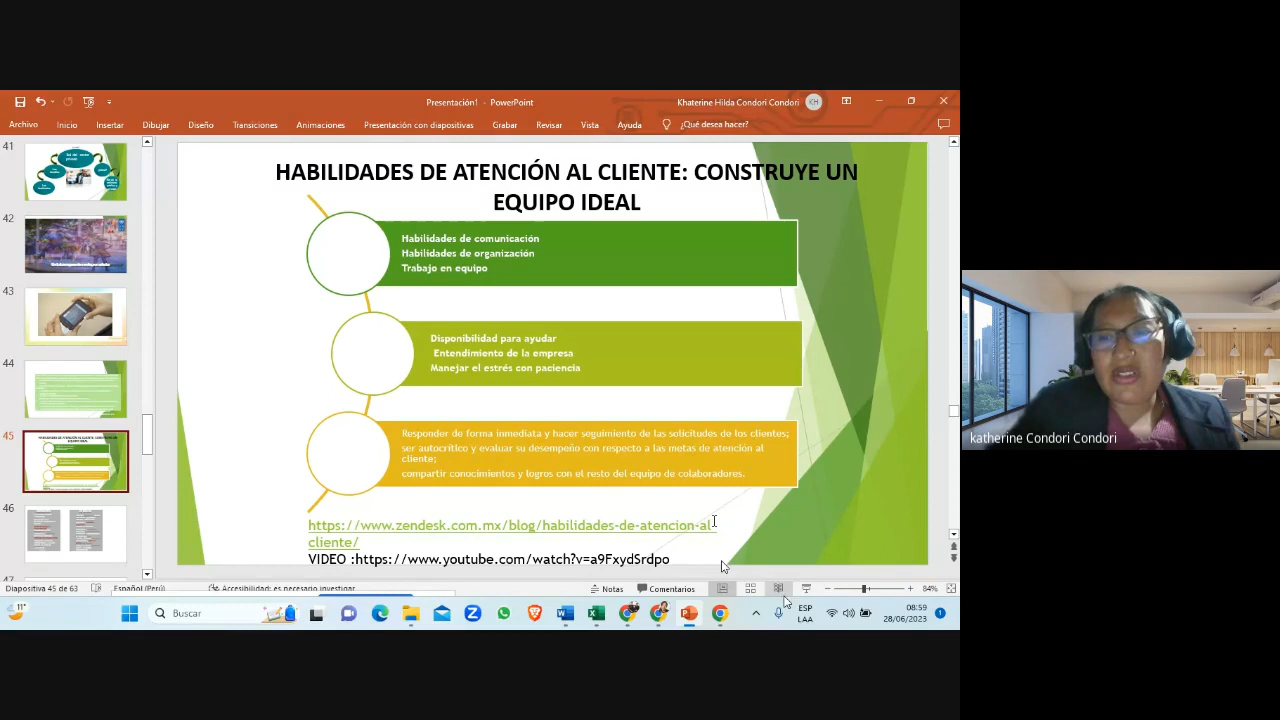 Presentación1 - PowerPoint
Khaterine Hilda Condori Condori
KH
Archivo Inicio Insertar Dibujar Diseño Transiciones Animaciones Presentación con diapositivas Grabar Revisar Vista Ayuda ¿Qué desea hacer?
41
42
43
44
45
46
HABILIDADES DE ATENCIÓN AL CLIENTE: CONSTRUYE UN
EQUIPO IDEAL
Habilidades de comunicación
Habilidades de organización
Trabajo en equipo
Disponibilidad para ayudar
Entendimiento de la empresa
Manejar el estrés con paciencia
Responder de forma inmediata y hacer seguimiento de las solicitudes de los clientes;
ser autocrítico y evaluar su desempeño con respecto a las metas de atención al
cliente;
compartir conocimientos y logros con el resto del equipo de colaboradores.
https://www.zendesk.com.mx/blog/habilidades-de-atencion-al
cliente/
VIDEO :https://www.youtube.com/watch?v=a9FxydSrdpo
katherine Condori Condori
Diapositiva 45 de 63 Español (Perú) Accesibilidad: es necesario investigar Notas Comentarios 84%
11° Buscar ESP
LAA
08:59
28/06/2023
1